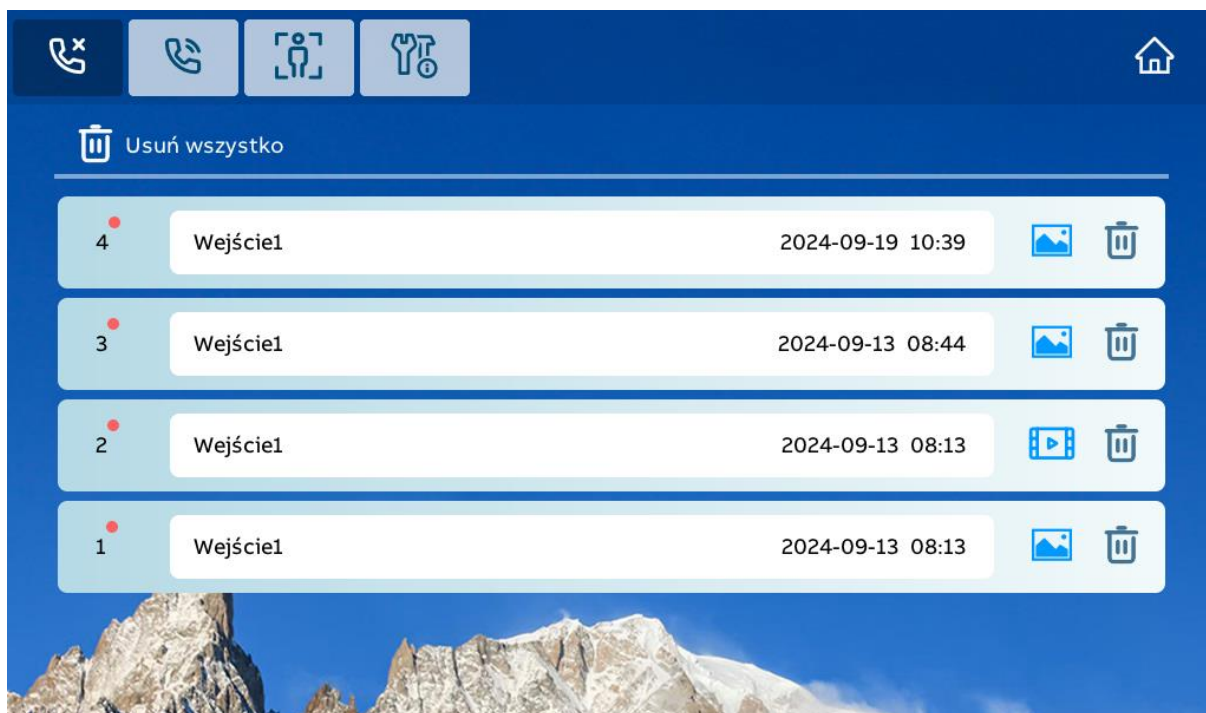 Usuń wszystko
4 Wejście1 2024-09-19 10:39
3 Wejście1 2024-09-13 08:44
2 Wejście1 2024-09-13 08:13
1 Wejście1 2024-09-13 08:13